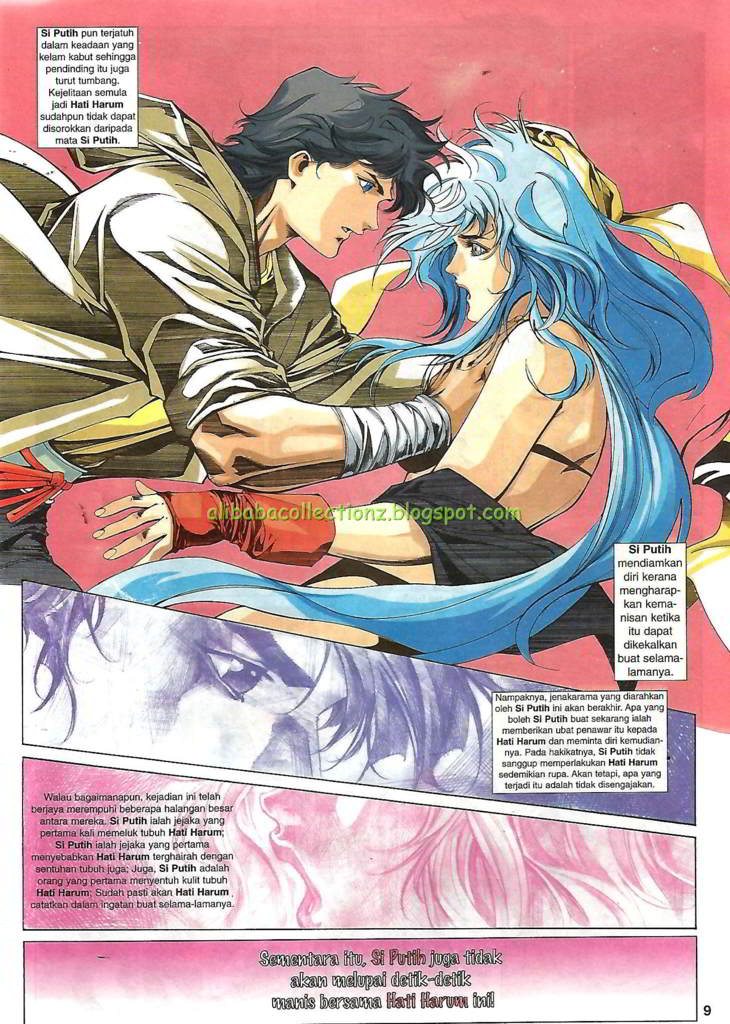 Si Putih pun terjatuh
dalam keadaan yang
kelam kabut sehingga
pendinding itu juga
turut tumbang.
Kejelitaan semula
jadi Hati Harum
sudahpun tidak dapat
disorokkan daripada
mata Si Putih.
alibabacollectionz.blogspot.com
Si Putih
mendiamkan
diri kerana
mengharap-
kan kema-
nisan ketika
itu dapat
dikekalkan
buat selama-
lamanya.
Nampaknya, jenakarama yang diarahkan
oleh Si Putih ini akan berakhir. Apa yang
boleh Si Putih buat sekarang ialah
memberikan ubat penawar itu kepada
Hati Harum dan meminta diri kemudian-
nya. Pada hakikatnya, Si Putih tidak
sanggup memperlakukan Hati Harum
sedemikian rupa. Akan tetapi, apa yang
terjadi itu adalah tidak disengajakan.
Walau bagaimanapun, kejadian ini telah
berjaya merempuhi beberapa halangan besar
antara mereka. Si Putih ialah jejaka yang
pertama kali memeluk tubuh Hati Harum;
Si Putih ialah jejaka yang pertama
menyebabkan Hati Harum terghairah dengan
sentuhan tubuh juga; Juga, Si Putih adalah
orang yang pertama menyentuh kulit tubuh
Hati Harum; Sudah pasti akan Hati Harum ,
catatkan dalam ingatan buat selama-lamanya.
Sementara itu, Si Putih juga tidak
akan melupai detik-detik
manis bersama Hati Harum ini!
9